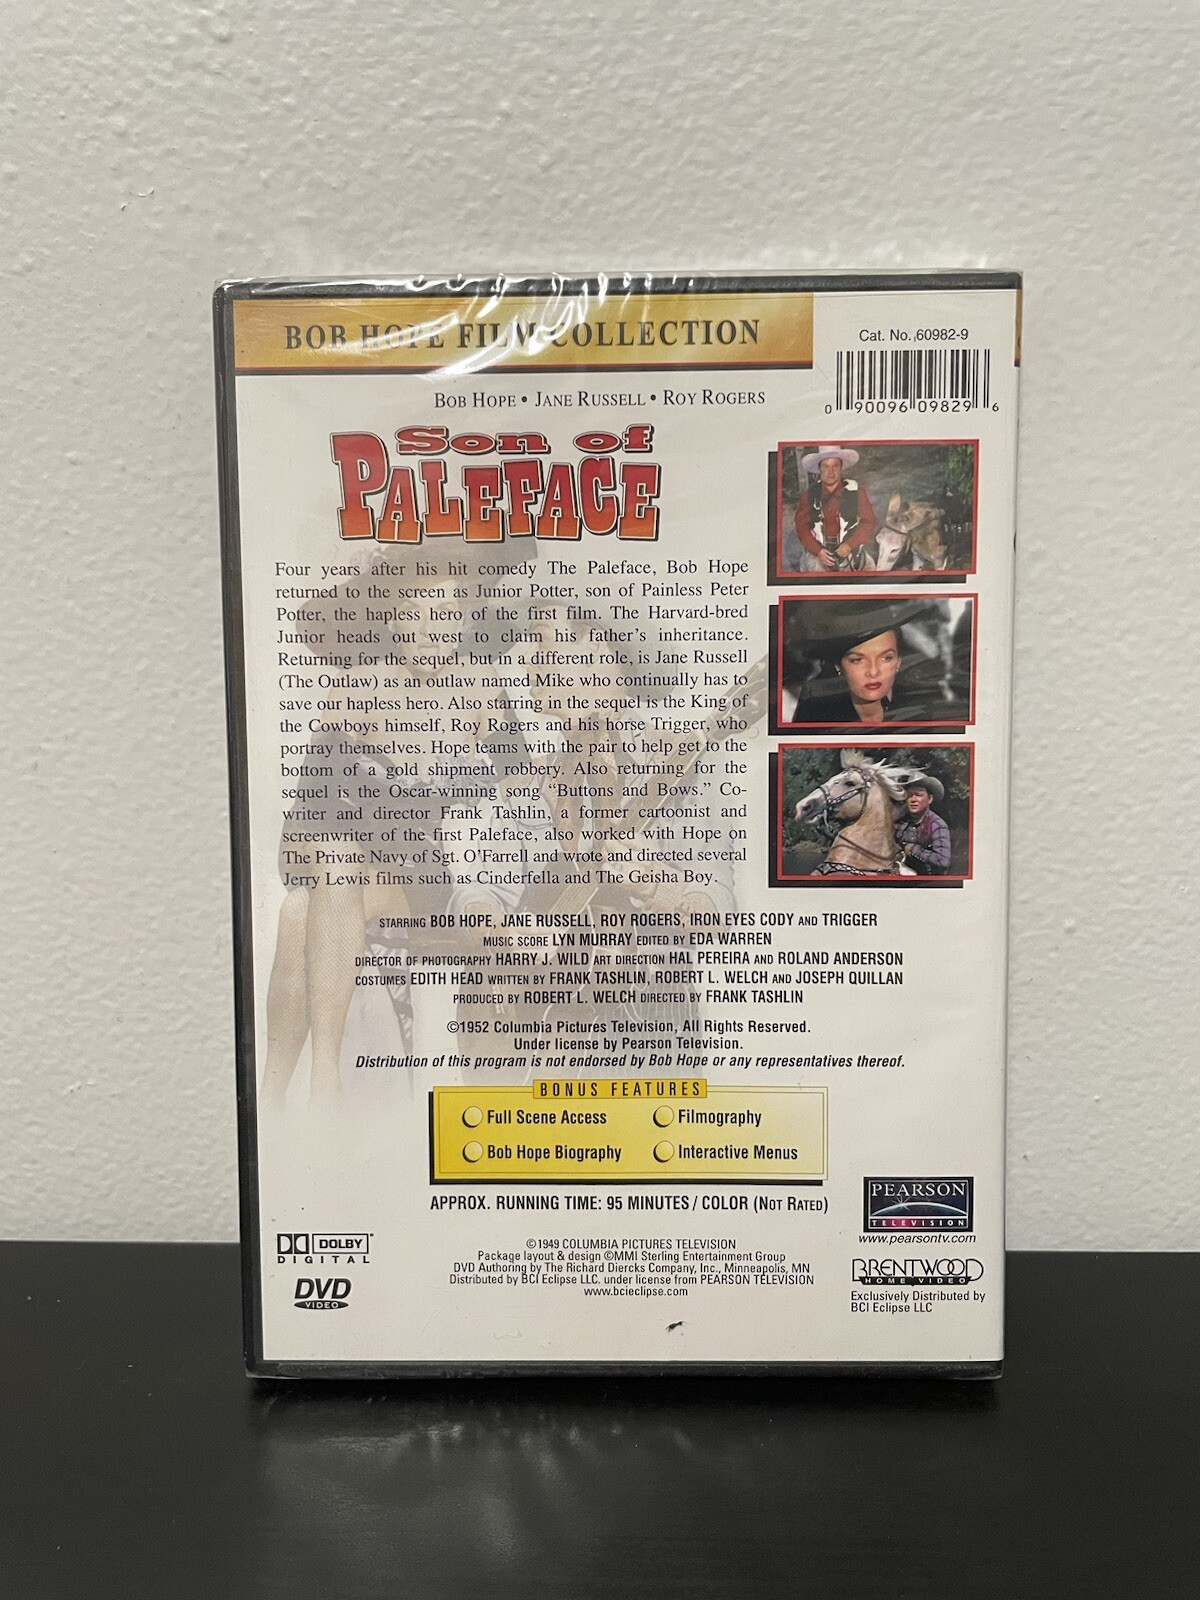 BOB HOPE FILM COLLECTION
Cat. No. 60982-9
0 90096 09829 6
BOB HOPE • JANE RUSSELL • ROY ROGERS
Son of
PALEFACE
Four years after his hit comedy The Paleface, Bob Hope
returned to the screen as Junior Potter, son of Painless Peter
Potter, the hapless hero of the first film. The Harvard-bred
Junior heads out west to claim his father's inheritance.
Returning for the sequel, but in a different role, is Jane Russell
(The Outlaw) as an outlaw named Mike who continually has to
save our hapless hero. Also starring in the sequel is the King of
the Cowboys himself, Roy Rogers and his horse Trigger, who
portray themselves. Hope teams with the pair to help get to the
bottom of a gold shipment robbery. Also returning for the
sequel is the Oscar-winning song “Buttons and Bows.” Co-
writer and director Frank Tashlin, a former cartoonist and
screenwriter of the first Paleface, also worked with Hope on
The Private Navy of Sgt. O'Farrell and wrote and directed several
Jerry Lewis films such as Cinderfella and The Geisha Boy.
STARRING BOB HOPE, JANE RUSSELL, ROY ROGERS, IRON EYES CODY AND TRIGGER
MUSIC SCORE LYN MURRAY EDITED BY EDA WARREN
DIRECTOR OF PHOTOGRAPHY HARRY J. WILD ART DIRECTION HAL PEREIRA AND ROLAND ANDERSON
COSTUMES EDITH HEAD WRITTEN BY FRANK TASHLIN, ROBERT L. WELCH AND JOSEPH QUILLAN
PRODUCED BY ROBERT L. WELCH DIRECTED BY FRANK TASHLIN
©1952 Columbia Pictures Television, All Rights Reserved.
Under license by Pearson Television.
Distribution of this program is not endorsed by Bob Hope or any representatives thereof.
BONUS FEATURES
Full Scene Access
Filmography
Bob Hope Biography
Interactive Menus
APPROX. RUNNING TIME: 95 MINUTES / COLOR (NOT RATED)
PEARSON
TELEVISION
www.pearsontv.com
DOLBY
DIGITAL
DVD
VIDEO
©1949 COLUMBIA PICTURES TELEVISION
Package layout & design ©MMI Sterling Entertainment Group
DVD Authoring by The Richard Diercks Company, Inc., Minneapolis, MN
Distributed by BCI Eclipse LLC. under license from PEARSON TELEVISION
www.bcieclipse.com
BRENTWOOD
HOME VIDEO
Exclusively Distributed by
BCI Eclipse LLC